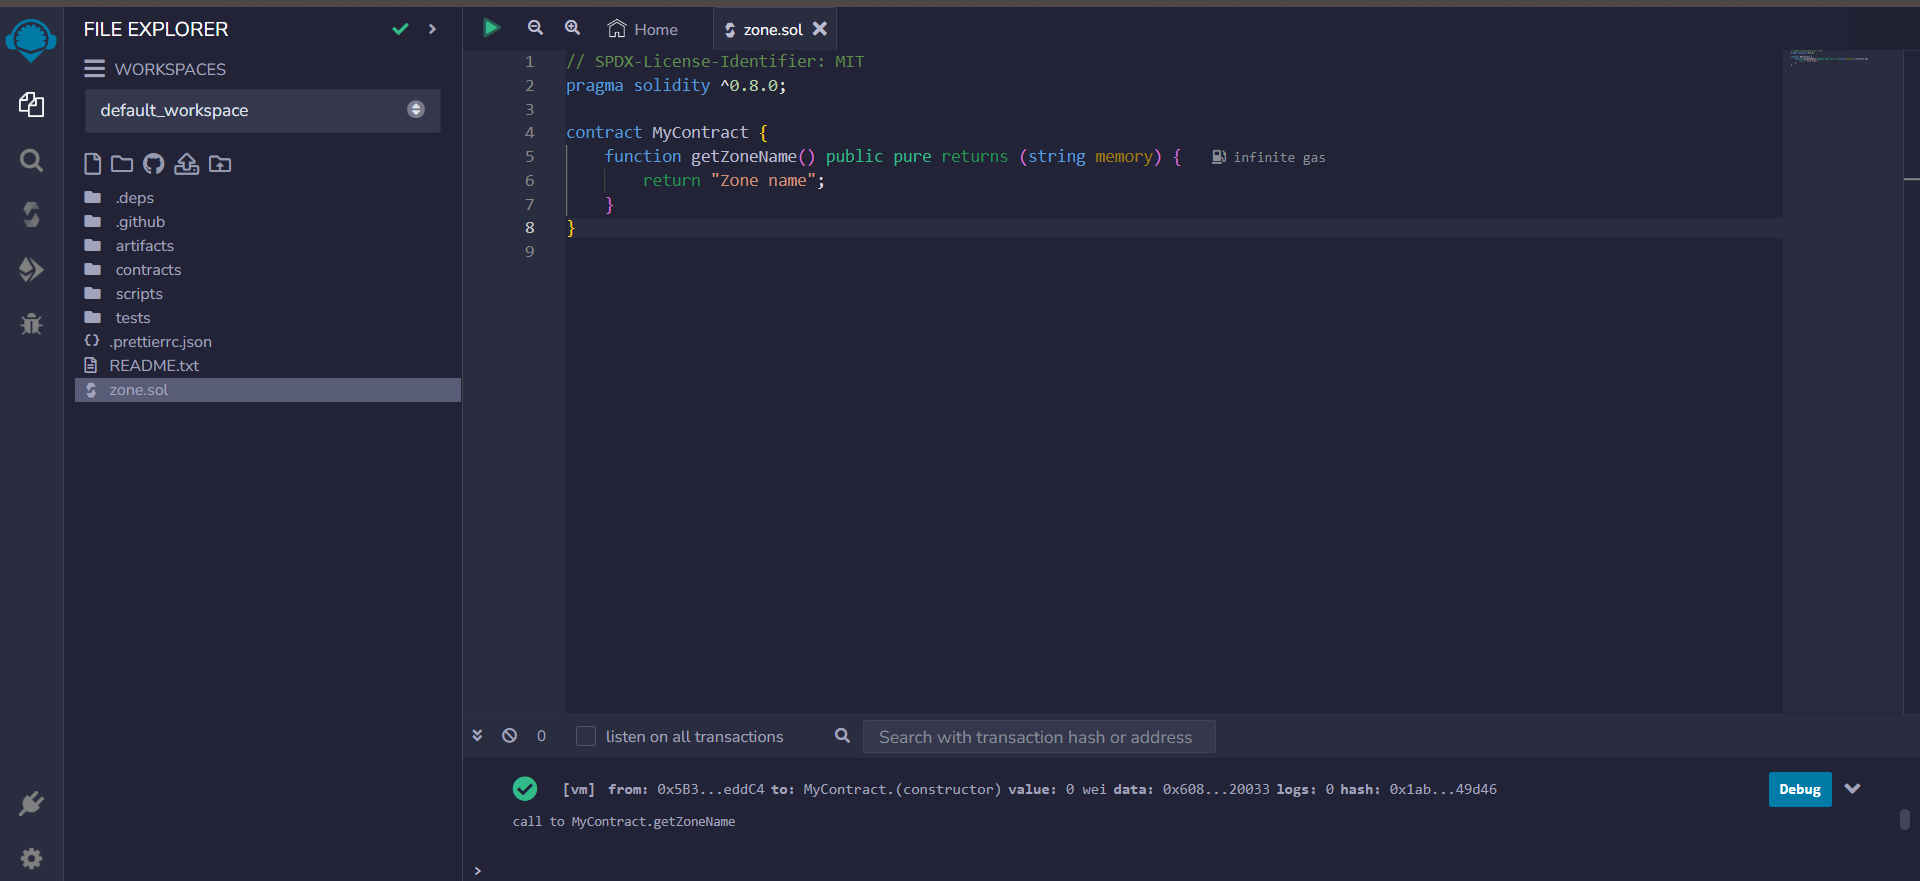 FILE EXPLORER
WORKSPACES
default_workspace
.deps
.github
artifacts
contracts
scripts
tests
{} .prettierrc.json
README.txt
zone.sol
Home
zone.sol
1 // SPDX-License-Identifier: MIT
2 pragma solidity ^0.8.0;
3
4 contract MyContract {
5 function getZoneName() public pure returns (string memory) { infinite gas
6 return "Zone name";
7 }
8 }
9
0 listen on all transactions Search with transaction hash or address
[vm] from: 0x5B3...eddC4 to: MyContract.(constructor) value: 0 wei data: 0x608...20033 logs: 0 hash: 0x1ab...49d46 Debug
call to MyContract.getZoneName
>